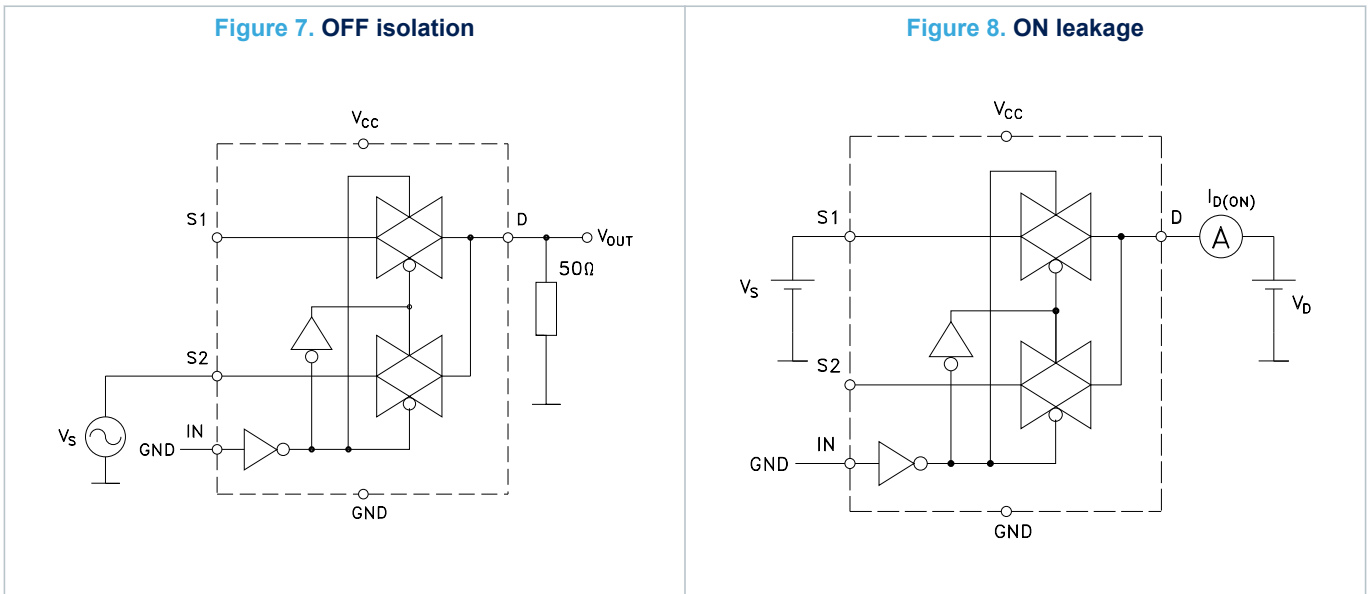 Figure 7. OFF isolation
VCC
S1
D
VOUT
50Ω
S2
VS
IN
GND
GND
Figure 8. ON leakage
VCC
S1
D
ID(ON)
A
VS
VD
S2
IN
GND
GND